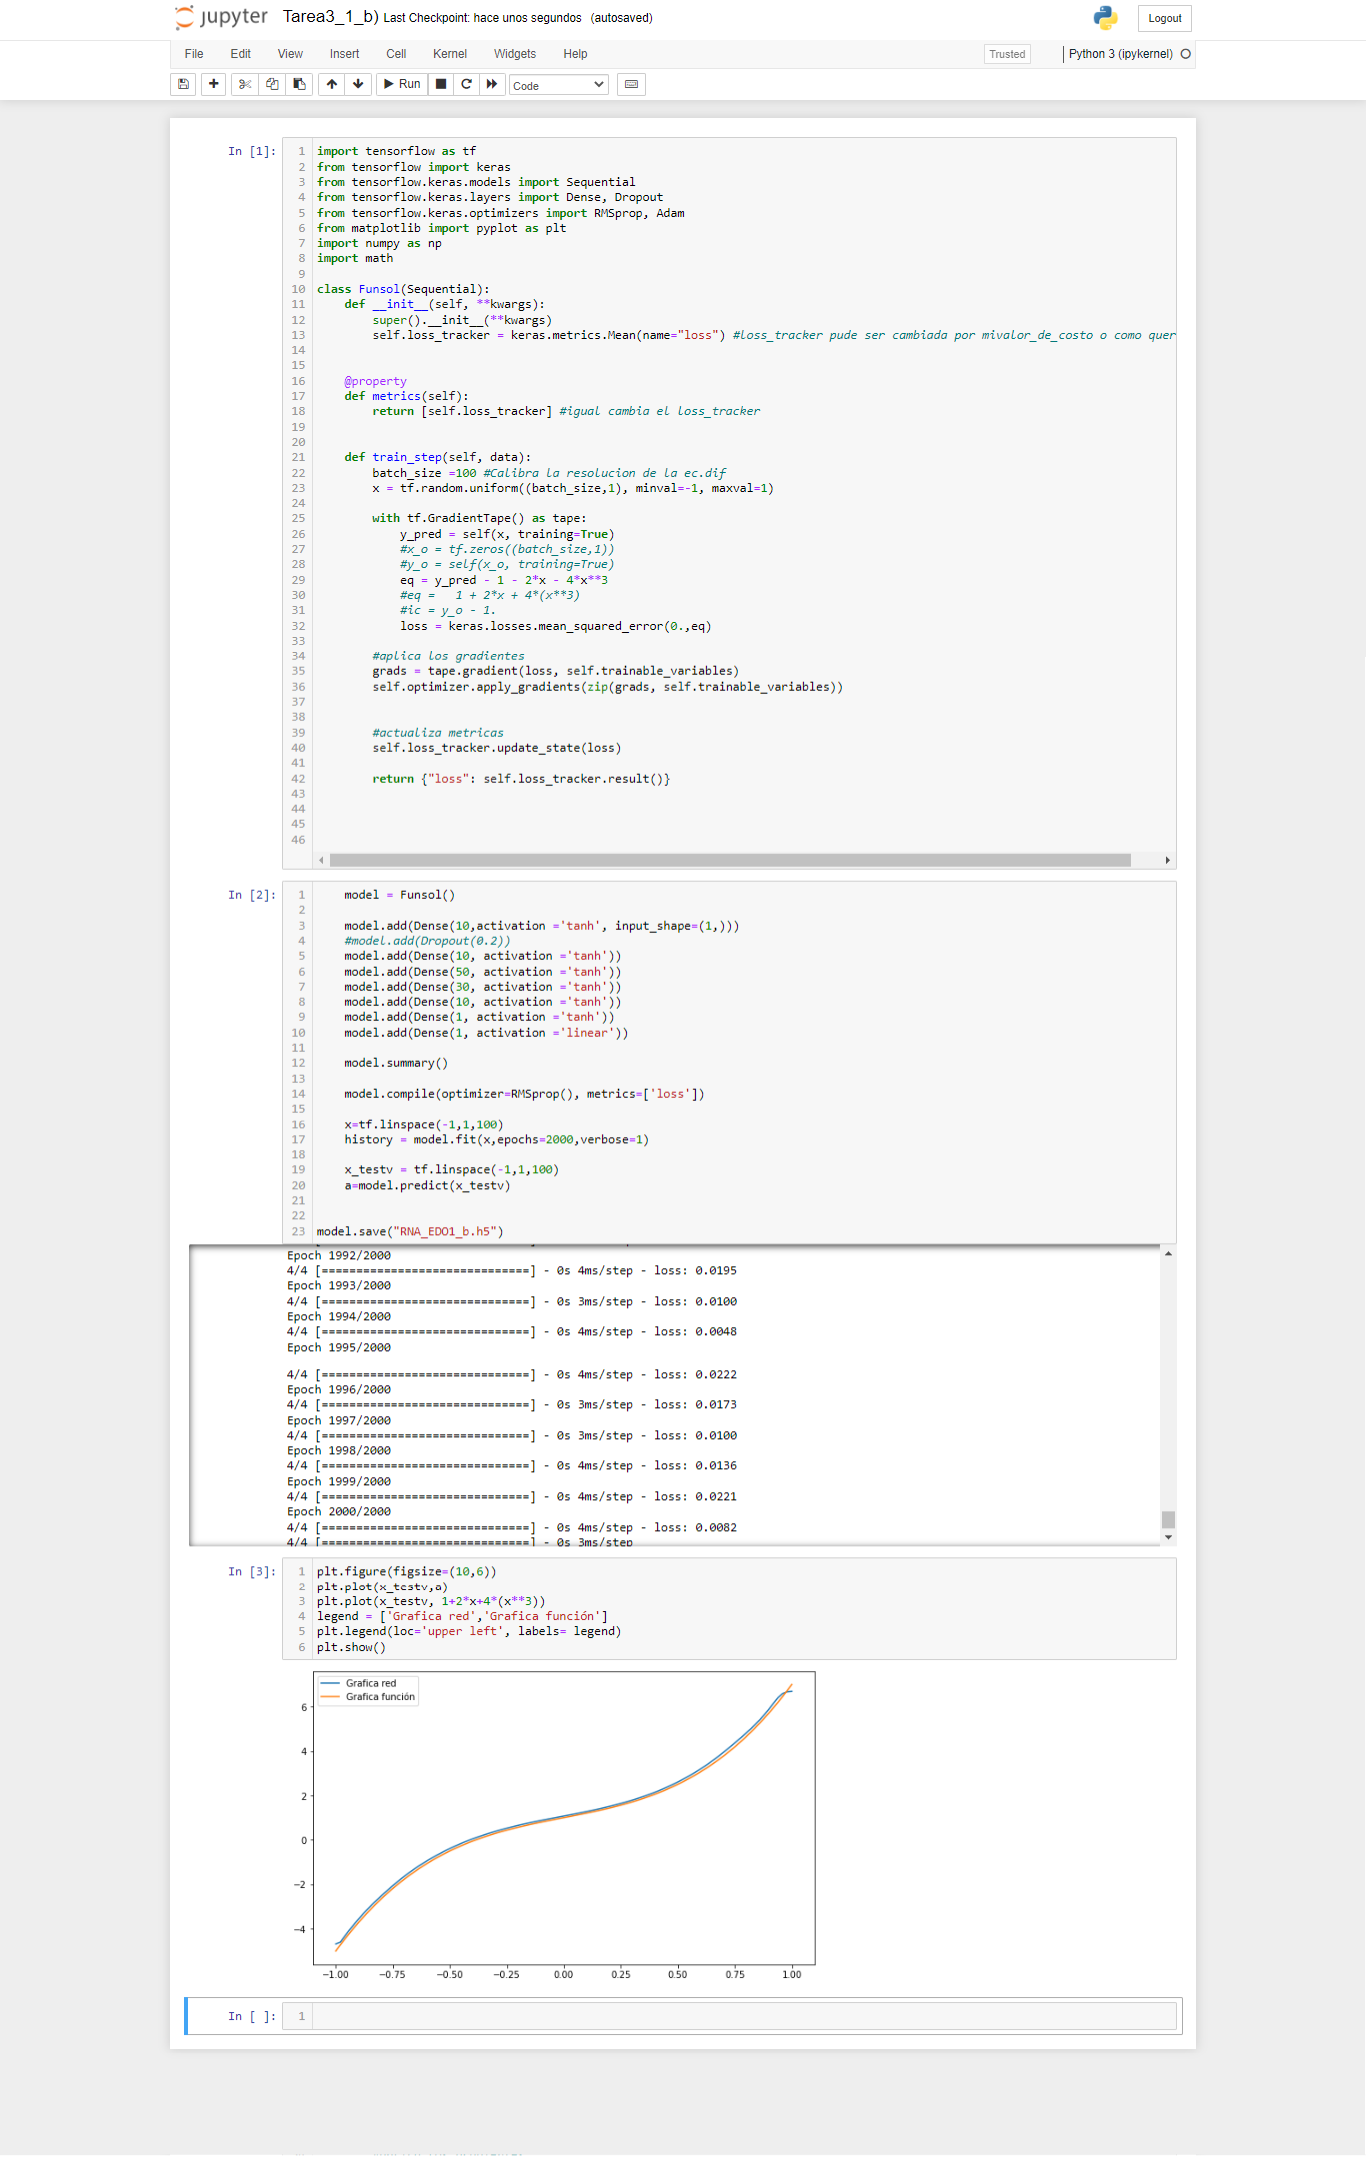 jupyter Tarea3_1_b) Last Checkpoint: hace unos segundos (autosaved)
Logout
File Edit View Insert Cell Kernel Widgets Help
Trusted
Python 3 (ipykernel)
Run
Code
In [1]:
1 import tensorflow as tf
2 from tensorflow import keras
3 from tensorflow.keras.models import Sequential
4 from tensorflow.keras.layers import Dense, Dropout
5 from tensorflow.keras.optimizers import RMSprop, Adam
6 from matplotlib import pyplot as plt
7 import numpy as np
8 import math
9
10 class Funsol(Sequential):
11     def __init__(self, **kwargs):
12         super().__init__(**kwargs)
13         self.loss_tracker = keras.metrics.Mean(name="loss") #loss_tracker pude ser cambiada por mivalor_de_costo o como quer
14
15
16     @property
17     def metrics(self):
18         return [self.loss_tracker] #igual cambia el loss_tracker
19
20
21     def train_step(self, data):
22         batch_size =100 #Calibra la resolucion de la ec.dif
23         x = tf.random.uniform((batch_size,1), minval=-1, maxval=1)
24
25         with tf.GradientTape() as tape:
26             y_pred = self(x, training=True)
27             #x_o = tf.zeros((batch_size,1))
28             #y_o = self(x_o, training=True)
29             eq = y_pred - 1 - 2*x - 4*x**3
30             #eq =   1 + 2*x + 4*(x**3)
31             #ic = y_o - 1.
32             loss = keras.losses.mean_squared_error(0.,eq)
33
34         #aplica los gradientes
35         grads = tape.gradient(loss, self.trainable_variables)
36         self.optimizer.apply_gradients(zip(grads, self.trainable_variables))
37
38
39         #actualiza metricas
40         self.loss_tracker.update_state(loss)
41
42         return {"loss": self.loss_tracker.result()}
43
44
45
46
In [2]:
1     model = Funsol()
2
3     model.add(Dense(10,activation ='tanh', input_shape=(1,)))
4     #model.add(Dropout(0.2))
5     model.add(Dense(10, activation ='tanh'))
6     model.add(Dense(50, activation ='tanh'))
7     model.add(Dense(30, activation ='tanh'))
8     model.add(Dense(10, activation ='tanh'))
9     model.add(Dense(1, activation ='tanh'))
10     model.add(Dense(1, activation ='linear'))
11
12     model.summary()
13
14     model.compile(optimizer=RMSprop(), metrics=['loss'])
15
16     x=tf.linspace(-1,1,100)
17     history = model.fit(x,epochs=2000,verbose=1)
18
19     x_testv = tf.linspace(-1,1,100)
20     a=model.predict(x_testv)
21
22
23 model.save("RNA_EDO1_b.h5")
Epoch 1992/2000
4/4 [==============================] - 0s 4ms/step - loss: 0.0195
Epoch 1993/2000
4/4 [==============================] - 0s 3ms/step - loss: 0.0100
Epoch 1994/2000
4/4 [==============================] - 0s 4ms/step - loss: 0.0048
Epoch 1995/2000
4/4 [==============================] - 0s 4ms/step - loss: 0.0222
Epoch 1996/2000
4/4 [==============================] - 0s 3ms/step - loss: 0.0173
Epoch 1997/2000
4/4 [==============================] - 0s 3ms/step - loss: 0.0100
Epoch 1998/2000
4/4 [==============================] - 0s 4ms/step - loss: 0.0136
Epoch 1999/2000
4/4 [==============================] - 0s 4ms/step - loss: 0.0221
Epoch 2000/2000
4/4 [==============================] - 0s 4ms/step - loss: 0.0082
4/4 [==============================] - 0s 3ms/step
In [3]:
1 plt.figure(figsize=(10,6))
2 plt.plot(x_testv,a)
3 plt.plot(x_testv, 1+2*x+4*(x**3))
4 legend = ['Grafica red','Grafica función']
5 plt.legend(loc='upper left', labels= legend)
6 plt.show()
Grafica red
Grafica función
6
4
2
0
−2
−4
−1.00 −0.75 −0.50 −0.25 0.00 0.25 0.50 0.75 1.00
In [ ]:
1